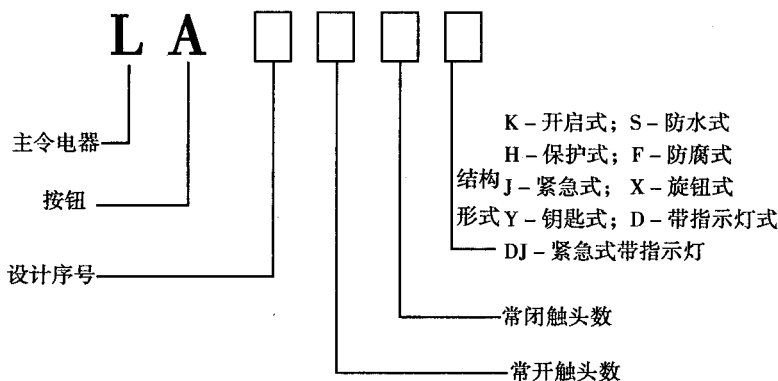 L A
K－开启式；S－防水式
主令电器
H－保护式；F－防腐式
结构 J－紧急式； X－旋钮式
按钮
形式 Y－钥匙式；D－带指示灯式
DJ－紧急式带指示灯
设计序号
常闭触头数
常开触头数